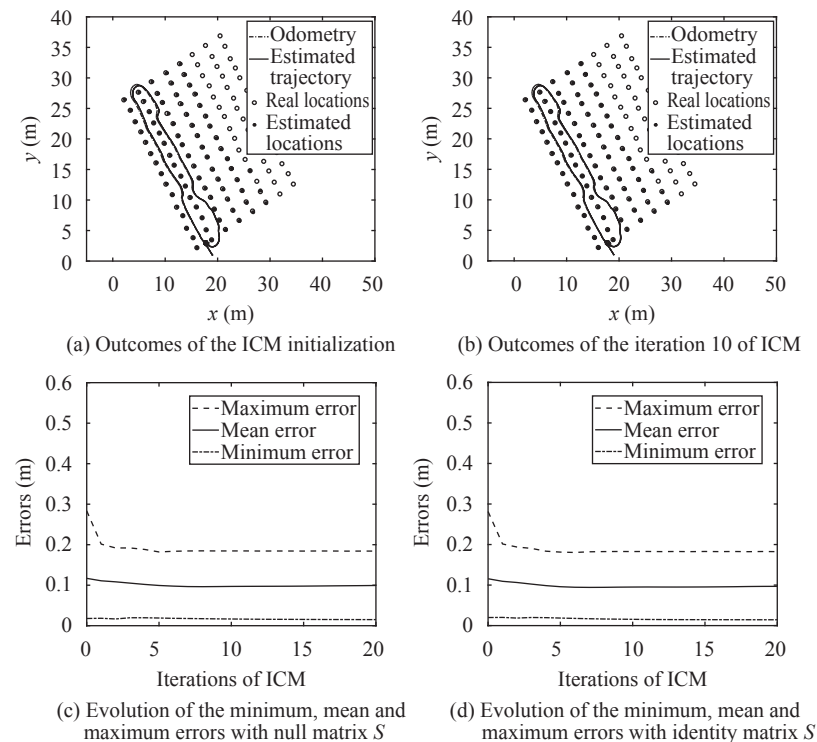 40
35
30
25
20
15
10
5
0
y (m)
Odometry
Estimated
trajectory
Real locations
Estimated
locations
0 10 20 30 40 50
x (m)
(a) Outcomes of the ICM initialization
40
35
30
25
20
15
10
5
0
y (m)
Odometry
Estimated
trajectory
Real locations
Estimated
locations
0 10 20 30 40 50
x (m)
(b) Outcomes of the iteration 10 of ICM
0.6
0.5
0.4
0.3
0.2
0.1
0
Errors (m)
Maximum error
Mean error
Minimum error
0 5 10 15 20
Iterations of ICM
(c) Evolution of the minimum, mean and
maximum errors with null matrix S
0.6
0.5
0.4
0.3
0.2
0.1
0
Errors (m)
Maximum error
Mean error
Minimum error
0 5 10 15 20
Iterations of ICM
(d) Evolution of the minimum, mean and
maximum errors with identity matrix S